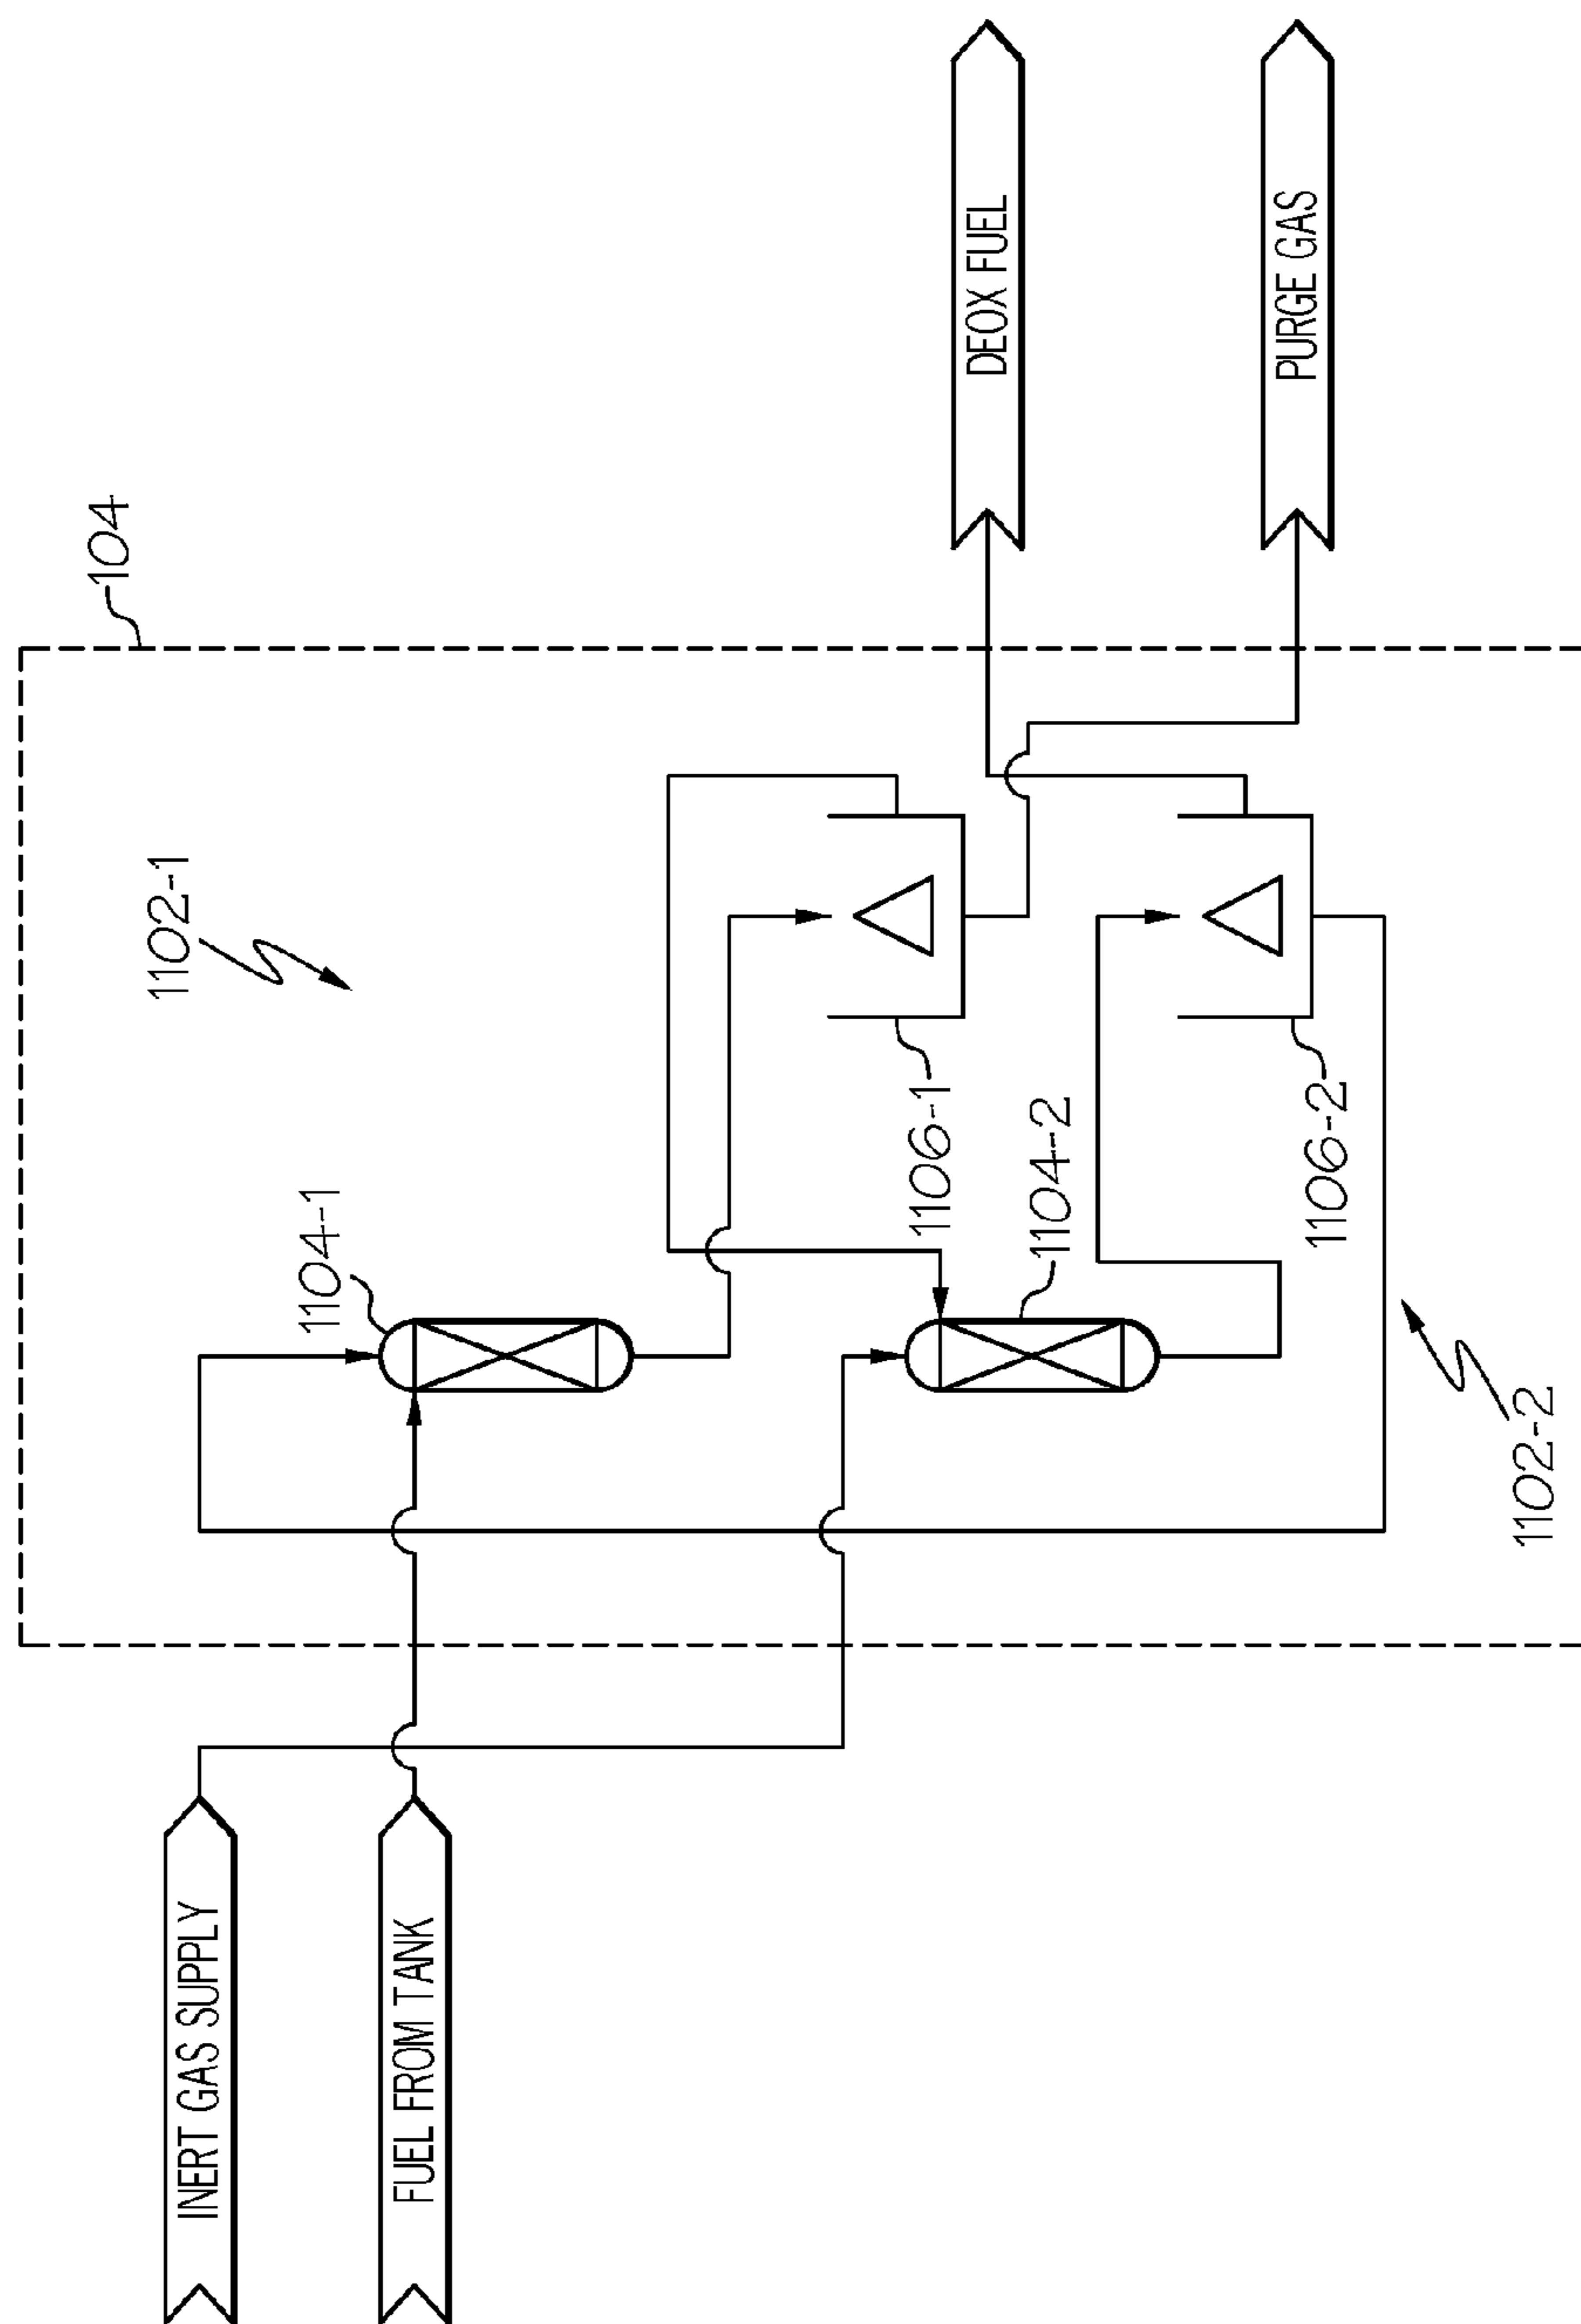 INERT GAS SUPPLY
FUEL FROM TANK
104
1102-1
1104-1
1106-1
1104-2
1106-2
1102-2
DEOX FUEL
PURGE GAS